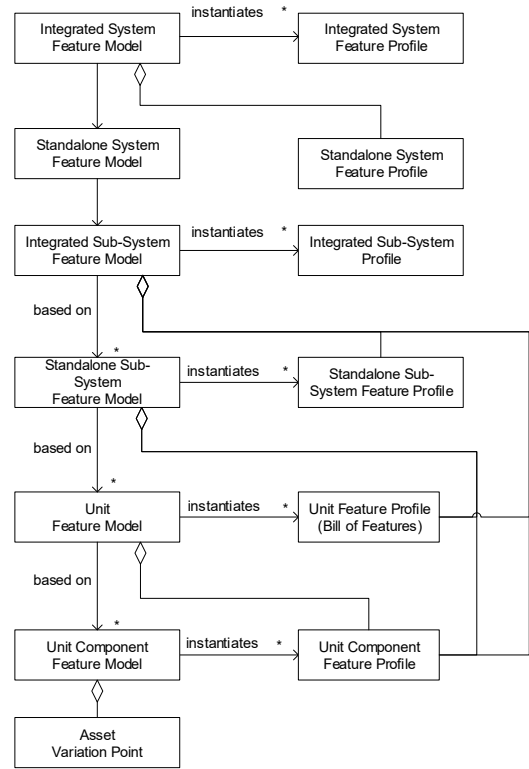 instantiates *
Integrated System
Feature Model
Integrated System
Feature Profile
Standalone System
Feature Model
Standalone System
Feature Profile
instantiates *
Integrated Sub-System
Feature Model
Integrated Sub-System
Profile
based on
*
Standalone Sub-
System
Feature Model
instantiates *
Standalone Sub-
System Feature Profile
based on
*
Unit
Feature Model
instantiates *
Unit Feature Profile
(Bill of Features)
based on
*
Unit Component
Feature Model
instantiates *
Unit Component
Feature Profile
Asset
Variation Point